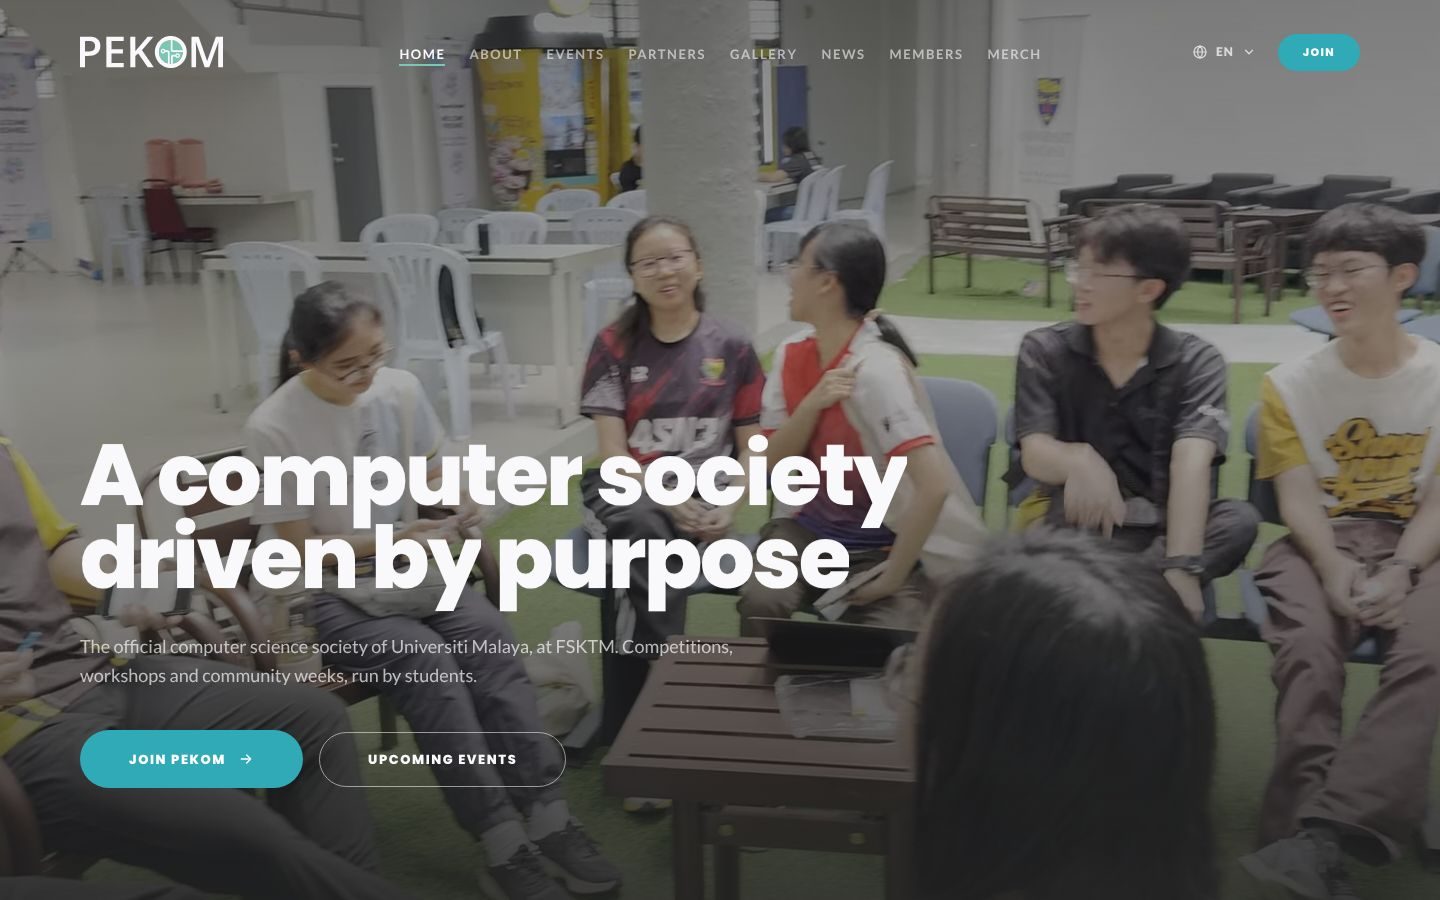 PEKOM
HOME ABOUT EVENTS PARTNERS GALLERY NEWS MEMBERS MERCH
EN
JOIN
A computer society
driven by purpose
The official computer science society of Universiti Malaya, at FSKTM. Competitions,
workshops and community weeks, run by students.
JOIN PEKOM →
UPCOMING EVENTS